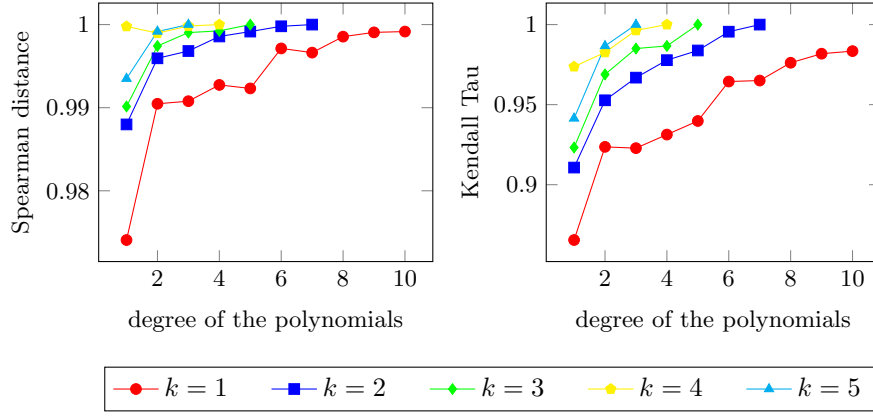 Spearman distance
1
0.99
0.98
2 4 6 8 10
degree of the polynomials
Kendall Tau
1
0.95
0.9
2 4 6 8 10
degree of the polynomials
k = 1 k = 2 k = 3 k = 4 k = 5